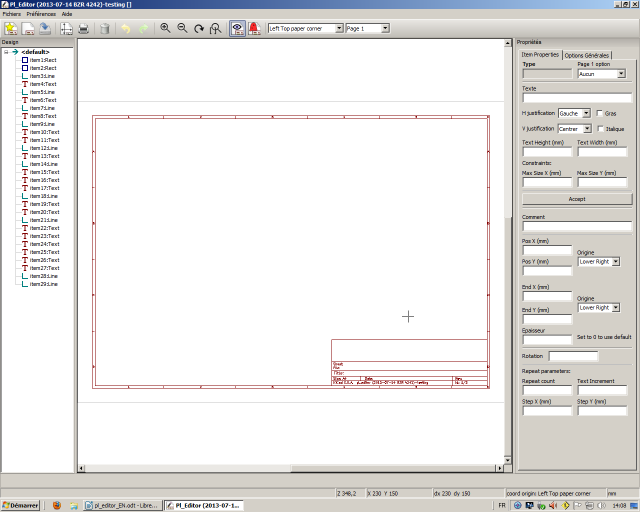 Pl_Editor (2013-07-14 BZR 4242)-testing []
Fichiers Préférences Aide
Left Top paper corner Page 1
Design
<default>
item1:Rect
item2:Rect
item3:Line
item4:Text
item5:Line
item6:Text
item7:Line
item8:Text
item9:Line
item10:Text
item11:Text
item12:Line
item13:Text
item14:Line
item15:Text
item16:Text
item17:Text
item18:Line
item19:Text
item20:Text
item21:Line
item22:Text
item23:Text
item24:Text
item25:Text
item26:Text
item27:Text
item28:Line
item29:Line
Sheet:
File:
Title:
Size: A4 Date: Rev:
KiCad E.D.A. pl_editor (2013-07-14 BZR 4242)-testing Id: 1/1
Propriétés
Item Properties Options Générales
Type Page 1 option
Aucun
Texte
H justification Gauche Gras
V justification Centrer Italique
Text Height (mm) Text Width (mm)
Constraints:
Max Size X (mm) Max Size Y (mm)
Accept
Comment
Pos X (mm)
Origine
Pos Y (mm) Lower Right
End X (mm)
Origine
End Y (mm) Lower Right
Epaisseur
Set to 0 to use default
Rotation
Repeat parameters:
Repeat count Text Increment
Step X (mm) Step Y (mm)
Z 348,2 X 230 Y 150 dx 230 dy 150 coord origin: Left Top paper corner mm
Démarrer pl_editor_EN.odt - Libre... Pl_Editor (2013-07-1... FR 14:08